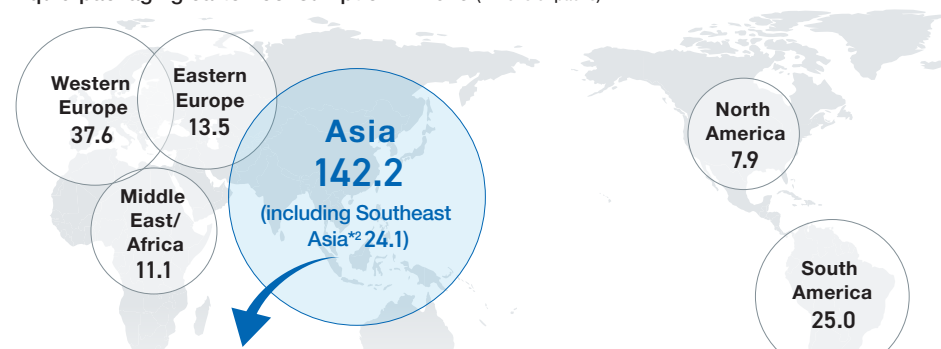 Western
Europe
37.6
Eastern
Europe
13.5
Asia
142.2
(including Southeast
Asia*2 24.1)
Middle
East/
Africa
11.1
North
America
7.9
South
America
25.0